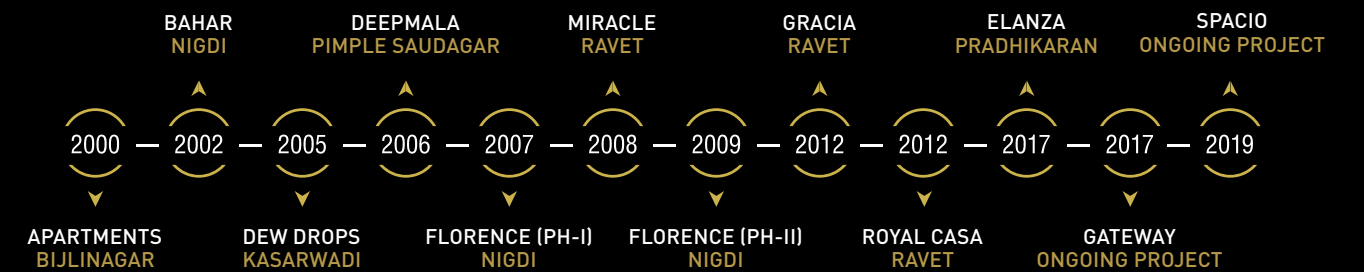 BAHAR
NIGDI
DEEPMALA
PIMPLE SAUDAGAR
MIRACLE
RAVET
GRACIA
RAVET
ELANZA
PRADHIKARAN
SPACIO
ONGOING PROJECT
2000 — 2002 — 2005 — 2006 — 2007 — 2008 — 2009 — 2012 — 2012 — 2017 — 2017 — 2019
APARTMENTS
BIJLINAGAR
DEW DROPS
KASARWADI
FLORENCE (PH-I)
NIGDI
FLORENCE (PH-II)
NIGDI
ROYAL CASA
RAVET
GATEWAY
ONGOING PROJECT